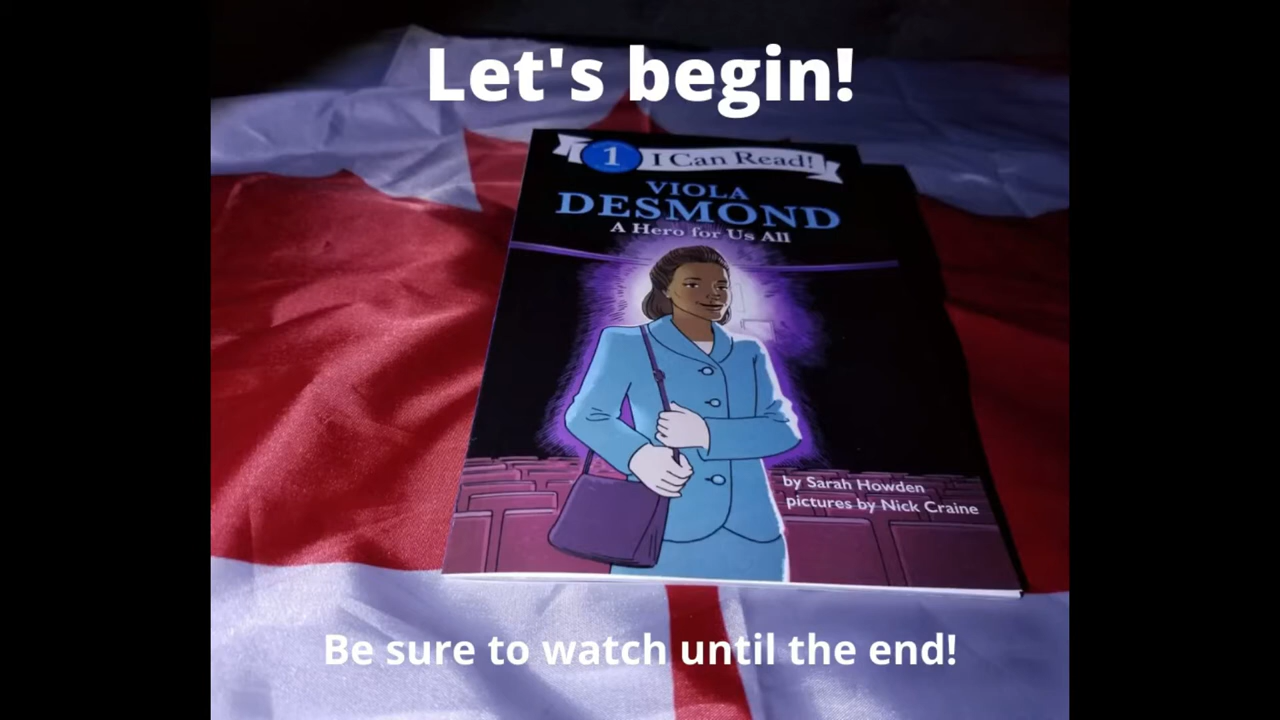 Let's begin!
1 I Can Read!
VIOLA
DESMOND
A Hero for Us All
by Sarah Howden
pictures by Nick Craine
Be sure to watch until the end!